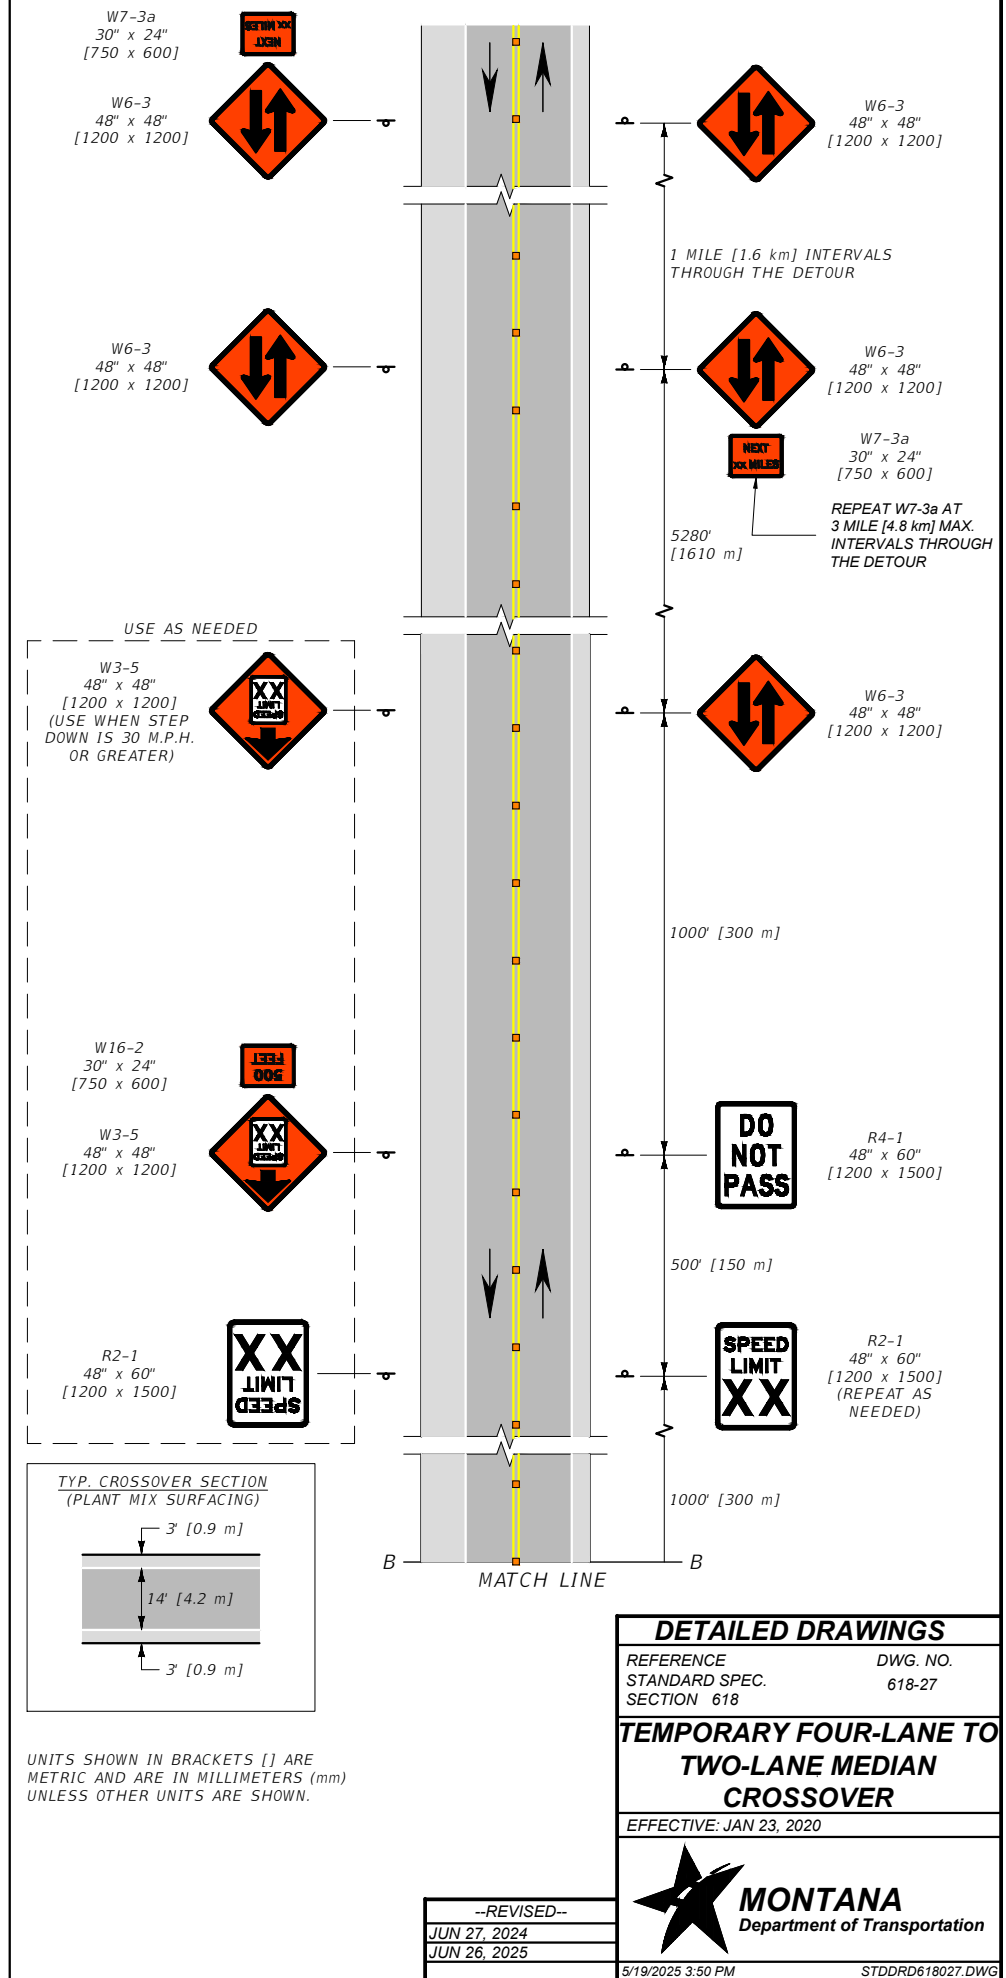 W7-3a
30" x 24"
[750 x 600]
NEXT
XX MILES
W6-3
48" x 48"
[1200 x 1200]
W6-3
48" x 48"
[1200 x 1200]
1 MILE [1.6 km] INTERVALS
THROUGH THE DETOUR
W6-3
48" x 48"
[1200 x 1200]
W6-3
48" x 48"
[1200 x 1200]
NEXT
XX MILES
W7-3a
30" x 24"
[750 x 600]
REPEAT W7-3a AT
3 MILE [4.8 km] MAX.
INTERVALS THROUGH
THE DETOUR
5280'
[1610 m]
USE AS NEEDED
W3-5
48" x 48"
[1200 x 1200]
(USE WHEN STEP
DOWN IS 30 M.P.H.
OR GREATER)
SPEED
LIMIT
XX
W6-3
48" x 48"
[1200 x 1200]
1000' [300 m]
W16-2
30" x 24"
[750 x 600]
500
FEET
W3-5
48" x 48"
[1200 x 1200]
SPEED
LIMIT
XX
DO
NOT
PASS
R4-1
48" x 60"
[1200 x 1500]
500' [150 m]
R2-1
48" x 60"
[1200 x 1500]
SPEED
LIMIT
XX
SPEED
LIMIT
XX
R2-1
48" x 60"
[1200 x 1500]
(REPEAT AS
NEEDED)
1000' [300 m]
TYP. CROSSOVER SECTION
(PLANT MIX SURFACING)
3' [0.9 m]
14' [4.2 m]
3' [0.9 m]
B
B
MATCH LINE
UNITS SHOWN IN BRACKETS [] ARE
METRIC AND ARE IN MILLIMETERS (mm)
UNLESS OTHER UNITS ARE SHOWN.
DETAILED DRAWINGS
REFERENCE
STANDARD SPEC.
SECTION 618
DWG. NO.
618-27
TEMPORARY FOUR-LANE TO
TWO-LANE MEDIAN
CROSSOVER
EFFECTIVE: JAN 23, 2020
MONTANA
Department of Transportation
--REVISED--
JUN 27, 2024
JUN 26, 2025
5/19/2025 3:50 PM
STDDRD618027.DWG